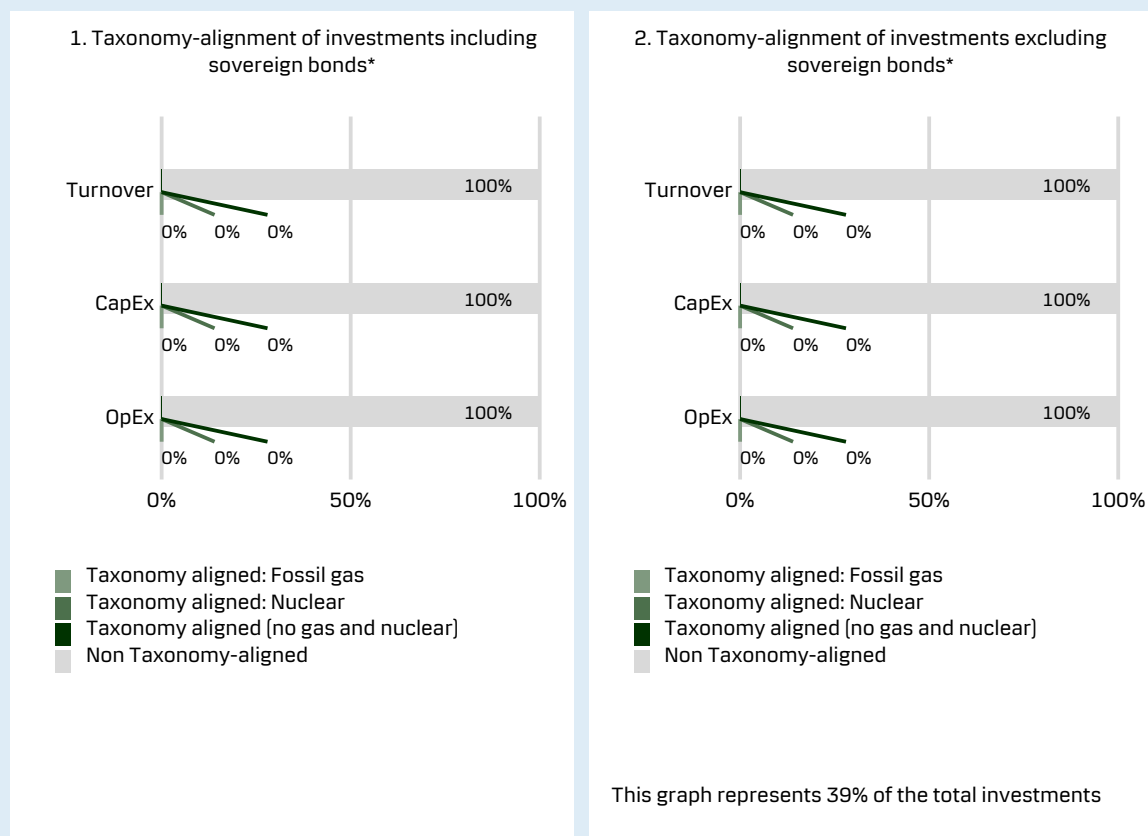 1. Taxonomy-alignment of investments including
sovereign bonds*
Turnover
100%
0% 0% 0%
CapEx
100%
0% 0% 0%
OpEx
100%
0% 0% 0%
0% 50% 100%
Taxonomy aligned: Fossil gas
Taxonomy aligned: Nuclear
Taxonomy aligned (no gas and nuclear)
Non Taxonomy-aligned
2. Taxonomy-alignment of investments excluding
sovereign bonds*
Turnover
100%
0% 0% 0%
CapEx
100%
0% 0% 0%
OpEx
100%
0% 0% 0%
0% 50% 100%
Taxonomy aligned: Fossil gas
Taxonomy aligned: Nuclear
Taxonomy aligned (no gas and nuclear)
Non Taxonomy-aligned
This graph represents 39% of the total investments